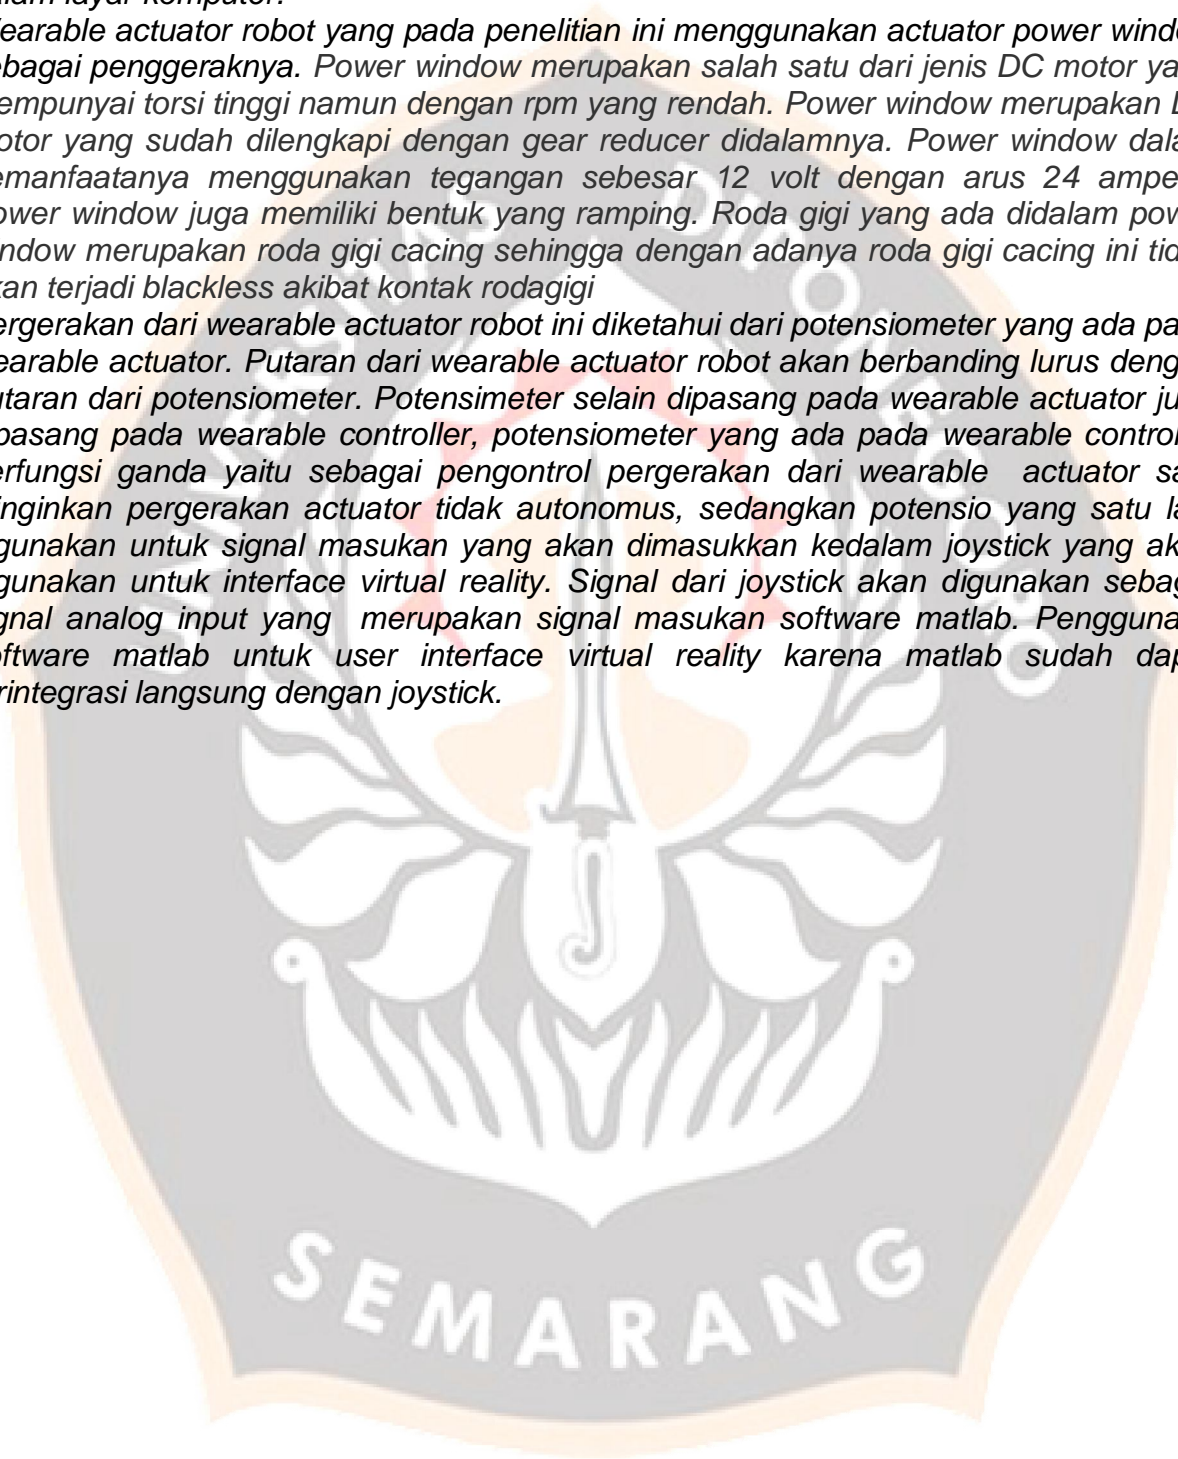 alam layar komputer.
earable actuator robot yang pada penelitian ini menggunakan actuator power windo
ebagai penggeraknya. Power window merupakan salah satu dari jenis DC motor ya
empunyai torsi tinggi namun dengan rpm yang rendah. Power window merupakan D
otor yang sudah dilengkapi dengan gear reducer didalamnya. Power window dala
emanfaatanya menggunakan tegangan sebesar 12 volt dengan arus 24 ampe
ower window juga memiliki bentuk yang ramping. Roda gigi yang ada didalam pow
indow merupakan roda gigi cacing sehingga dengan adanya roda gigi cacing ini tid
kan terjadi blackless akibat kontak rodagigi
ergerakan dari wearable actuator robot ini diketahui dari potensiometer yang ada pa
earable actuator. Putaran dari wearable actuator robot akan berbanding lurus deng
utaran dari potensiometer. Potensimeter selain dipasang pada wearable actuator ju
pasang pada wearable controller, potensiometer yang ada pada wearable control
erfungsi ganda yaitu sebagai pengontrol pergerakan dari wearable actuator sa
inginkan pergerakan actuator tidak autonomus, sedangkan potensio yang satu la
gunakan untuk signal masukan yang akan dimasukkan kedalam joystick yang ak
gunakan untuk interface virtual reality. Signal dari joystick akan digunakan sebag
gnal analog input yang merupakan signal masukan software matlab. Pengguna
oftware matlab untuk user interface virtual reality karena matlab sudah dap
rintegrasi langsung dengan joystick.
UNIVERSITAS DIPONEGORO
SEMARANG